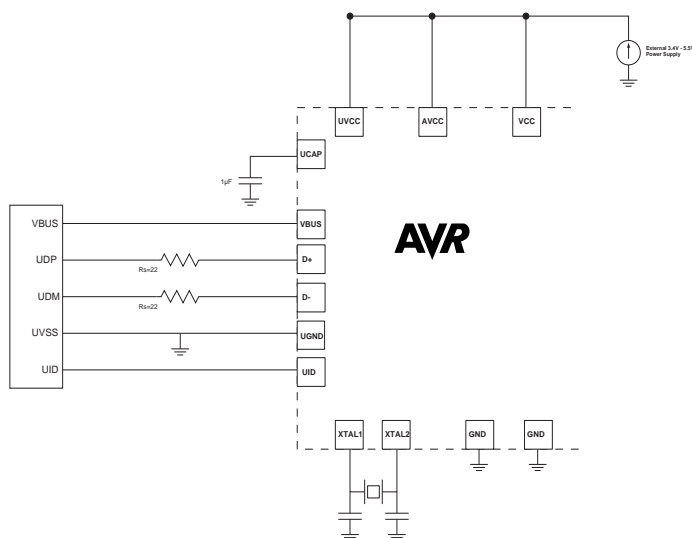 External 3.4V - 5.5V
Power Supply
UVCC
AVCC
VCC
UCAP
1µF
VBUS
VBUS
UDP
Rs=22
D+
UDM
Rs=22
D-
UVSS
UGND
UID
UID
AVR
XTAL1
XTAL2
GND
GND